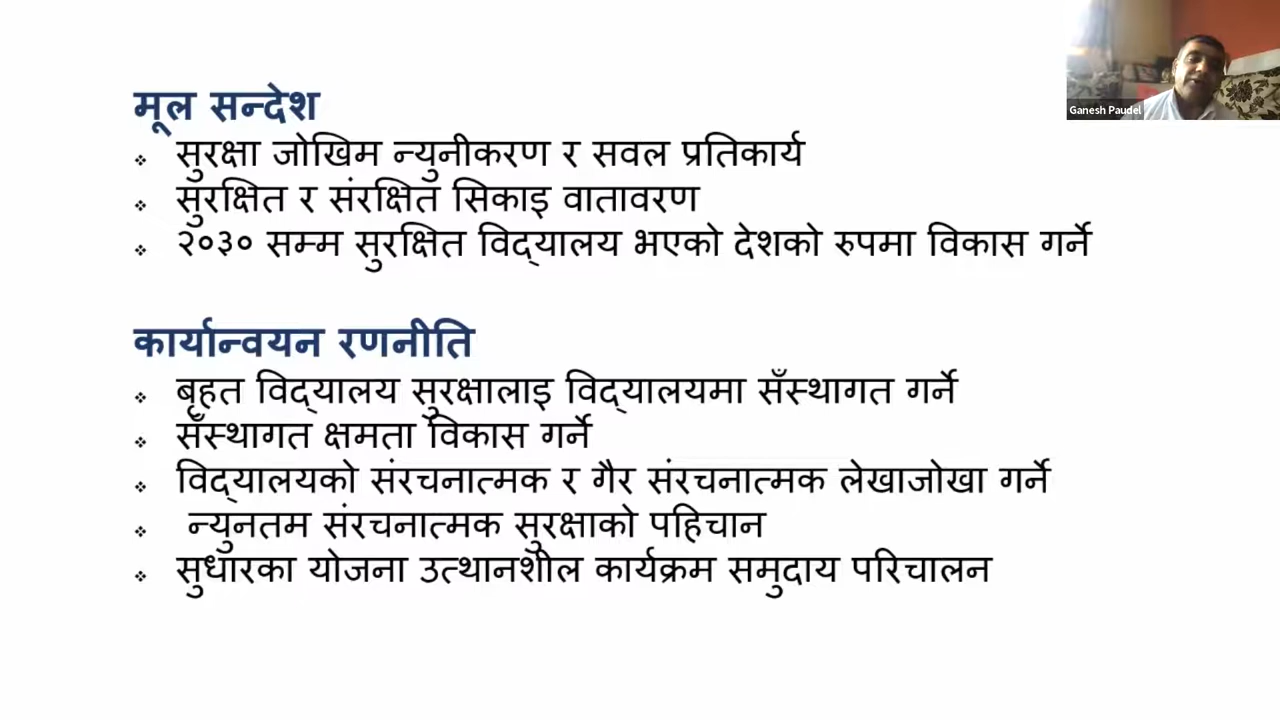 Ganesh Paudel
मूल सन्देश
❖ सुरक्षा जोखिम न्युनीकरण र सवल प्रतिकार्य
❖ सुरक्षित र संरक्षित सिकाइ वातावरण
❖ २०३० सम्म सुरक्षित विद्यालय भएको देशको रुपमा विकास गर्ने
कार्यान्वयन रणनीति
❖ बृहत विद्यालय सुरक्षालाइ विद्यालयमा सँस्थागत गर्ने
❖ सँस्थागत क्षमता विकास गर्ने
❖ विद्यालयको संरचनात्मक र गैर संरचनात्मक लेखाजोखा गर्ने
❖ न्युनतम संरचनात्मक सुरक्षाको पहिचान
❖ सुधारका योजना उत्थानशील कार्यक्रम समुदाय परिचालन